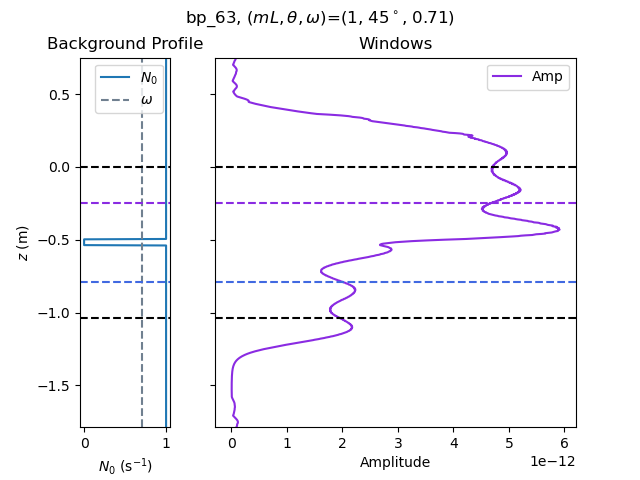 bp_63, (mL, θ, ω)=(1, 45°, 0.71)
Background Profile
Windows
N₀
ω
Amp
0.5
0.0
−0.5
−1.0
−1.5
z (m)
0 1
0 1 2 3 4 5 6
1e−12
N₀ (s⁻¹)
Amplitude